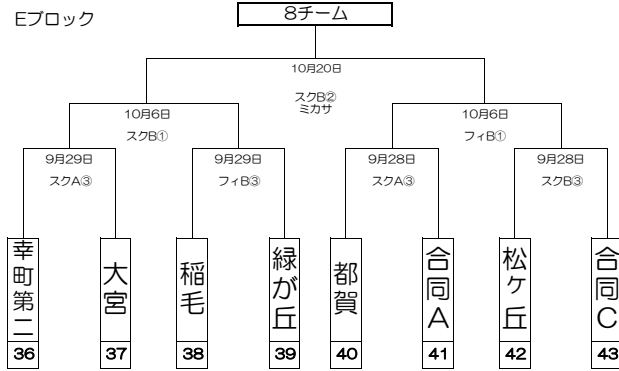 Eブロック
8チーム
10月20日
スクB②
ミカサ
10月6日
スクB①
10月6日
フィB①
9月29日
スクA③
9月29日
フィB③
9月28日
スクA③
9月28日
スクB③
幸町第二
36
大宮
37
稲毛
38
緑が丘
39
都賀
40
合同A
41
松ヶ丘
42
合同C
43